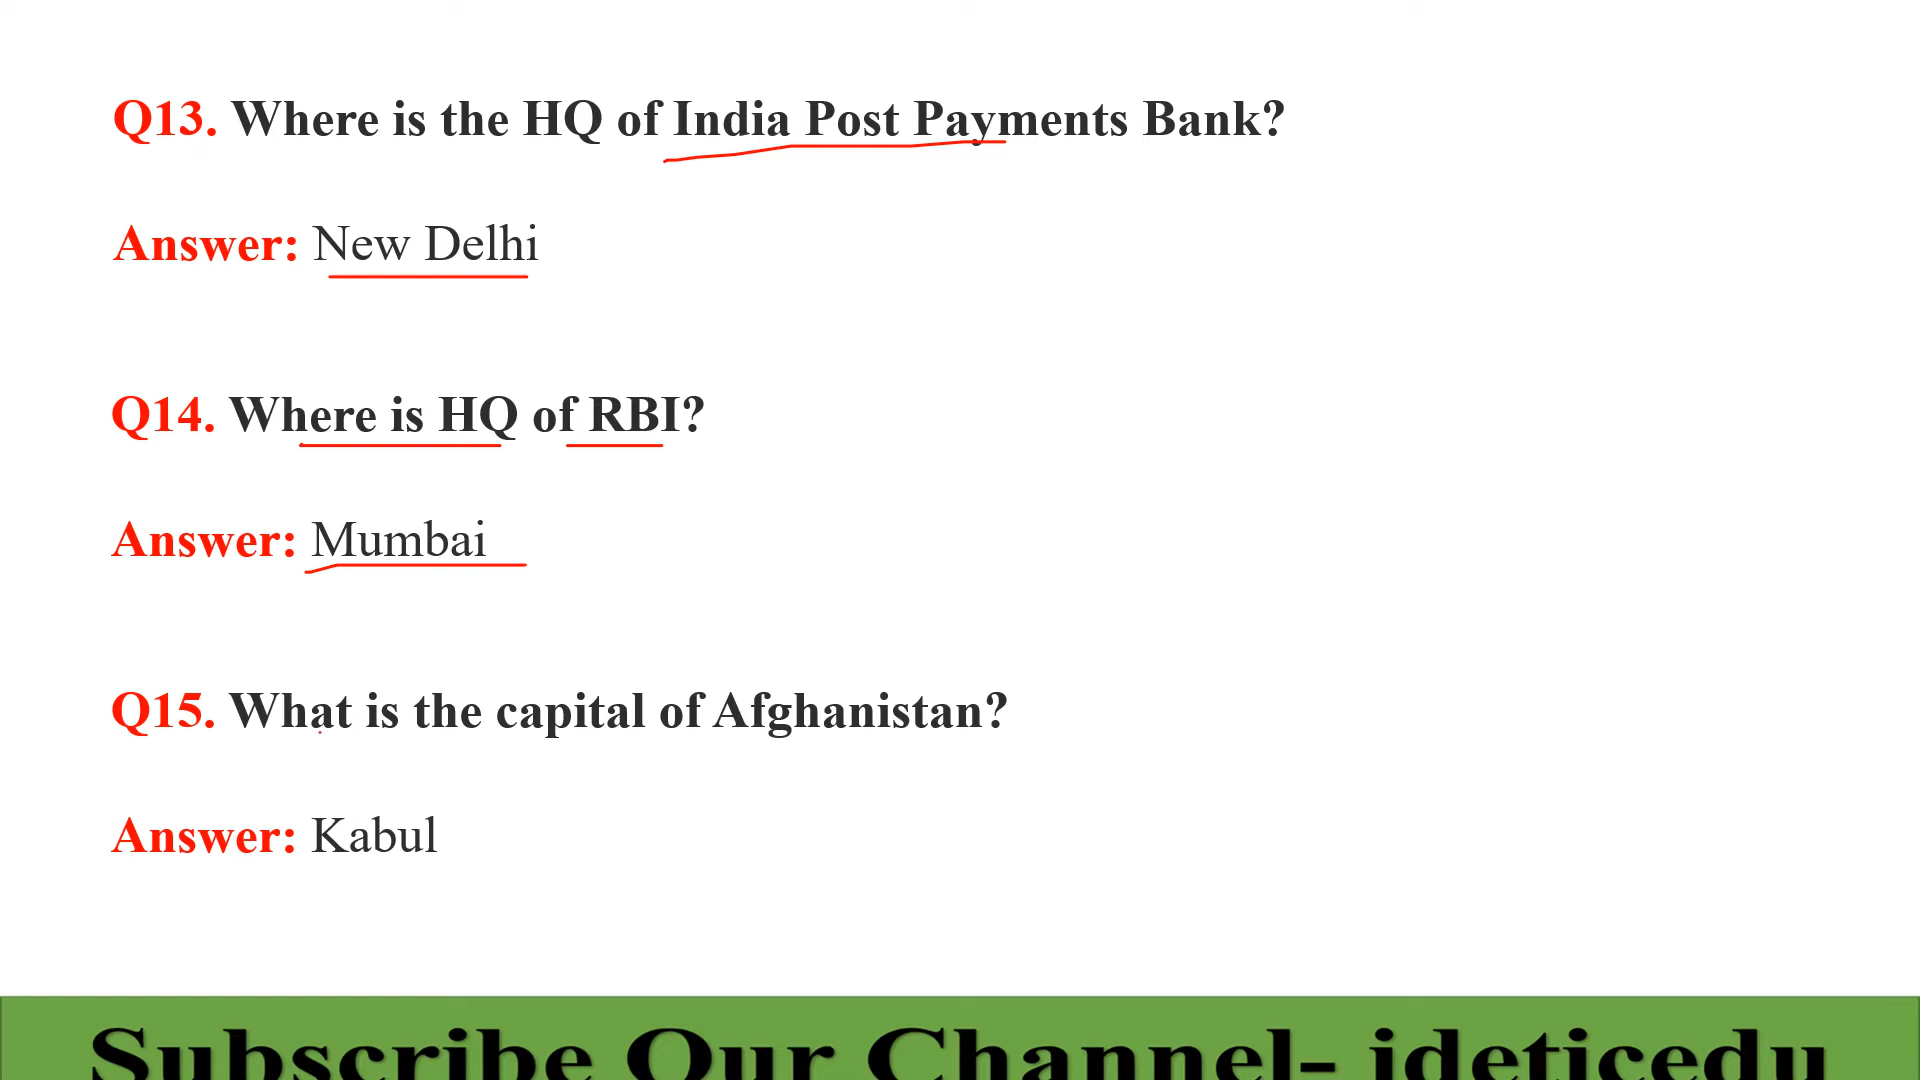 Q13. Where is the HQ of India Post Payments Bank?
Answer: New Delhi
Q14. Where is HQ of RBI?
Answer: Mumbai
Q15. What is the capital of Afghanistan?
Answer: Kabul
Subscribe Our Channel- ideticedu